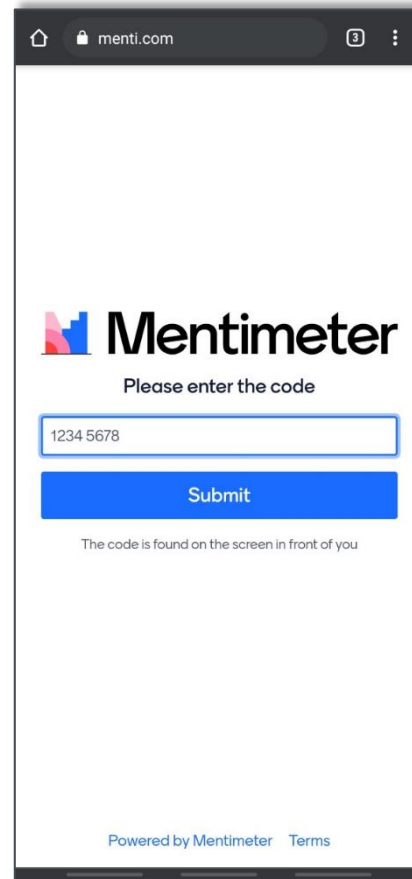 menti.com
3
Mentimeter
Please enter the code
1234 5678
Submit
The code is found on the screen in front of you
Powered by Mentimeter Terms